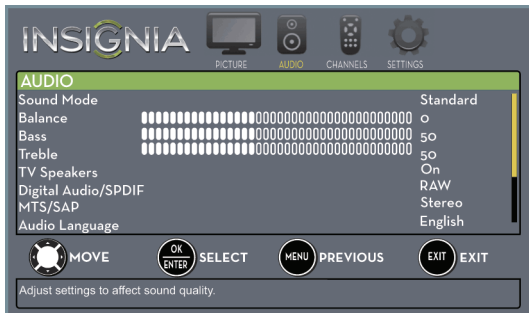 INSIGNIA
PICTURE AUDIO CHANNELS SETTINGS
AUDIO
Sound Mode Standard
Balance 0
Bass 50
Treble 50
TV Speakers On
Digital Audio/SPDIF RAW
MTS/SAP Stereo
Audio Language English
MOVE OK ENTER SELECT MENU PREVIOUS EXIT EXIT
Adjust settings to affect sound quality.